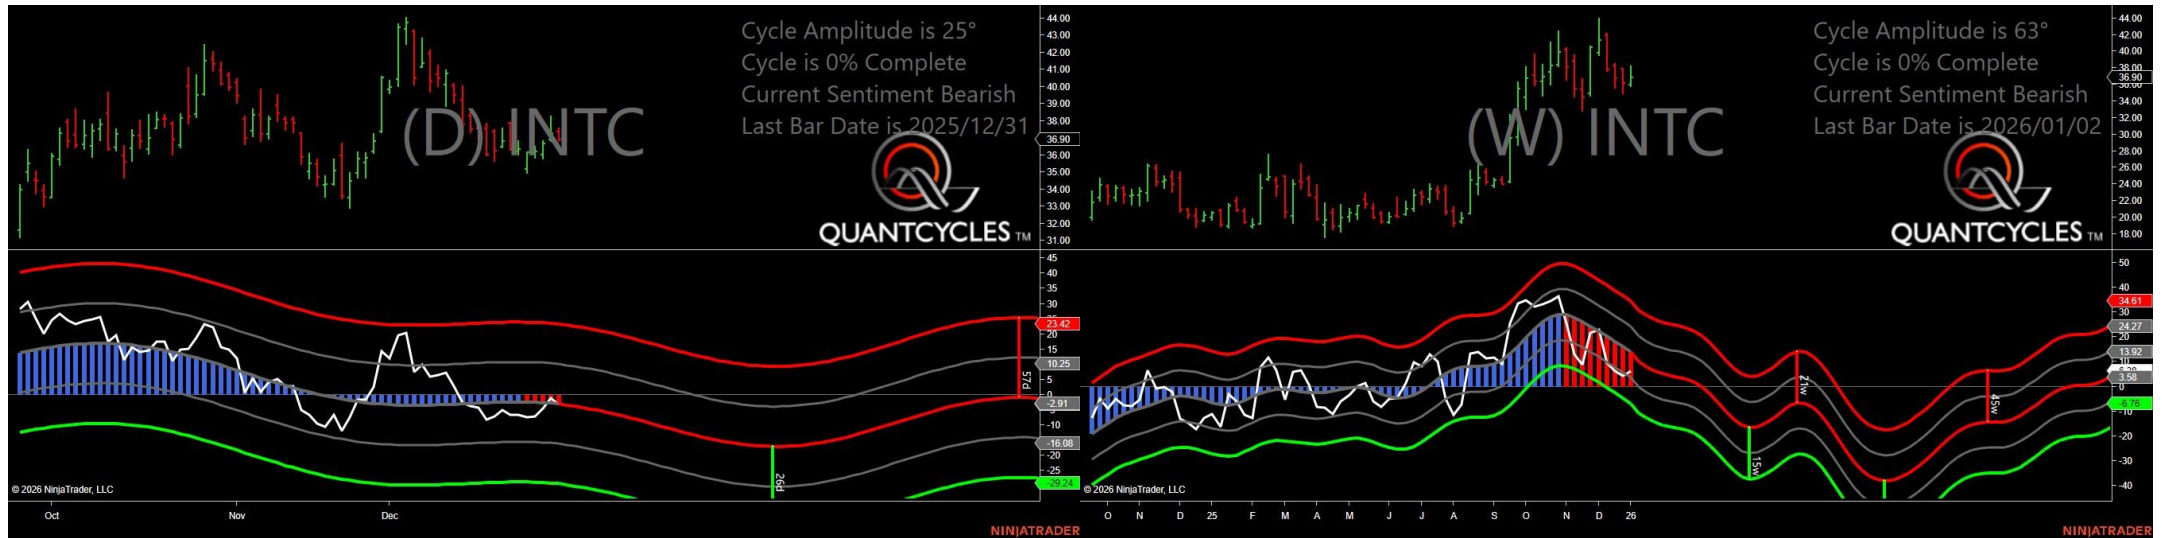 Cycle Amplitude is 25°
Cycle is 0% Complete
Current Sentiment Bearish
Last Bar Date is 2025/12/31
(D) INTC
QUANTCYCLES TM
44.00
43.00
42.00
41.00
40.00
39.00
38.00
36.90
36.00
35.00
34.00
33.00
32.00
31.00
45
40
35
30
23.42
20
15
10.25
5
0
-2.91
-10
-16.08
-20
-25
-29.24
57d
26d
© 2026 NinjaTrader, LLC
Oct Nov Dec
NINJATRADER
Cycle Amplitude is 63°
Cycle is 0% Complete
Current Sentiment Bearish
Last Bar Date is 2026/01/02
(W) INTC
QUANTCYCLES TM
44.00
42.00
40.00
38.00
36.90
36.00
34.00
32.00
30.00
28.00
26.00
24.00
22.00
20.00
18.00
50
40
34.61
30
24.27
20
13.92
10
3.58
0
-6.76
-10
-20
-30
-40
21w
45w
15w
© 2026 NinjaTrader, LLC
O N D 25 F M A M J J A S O N D 26
NINJATRADER